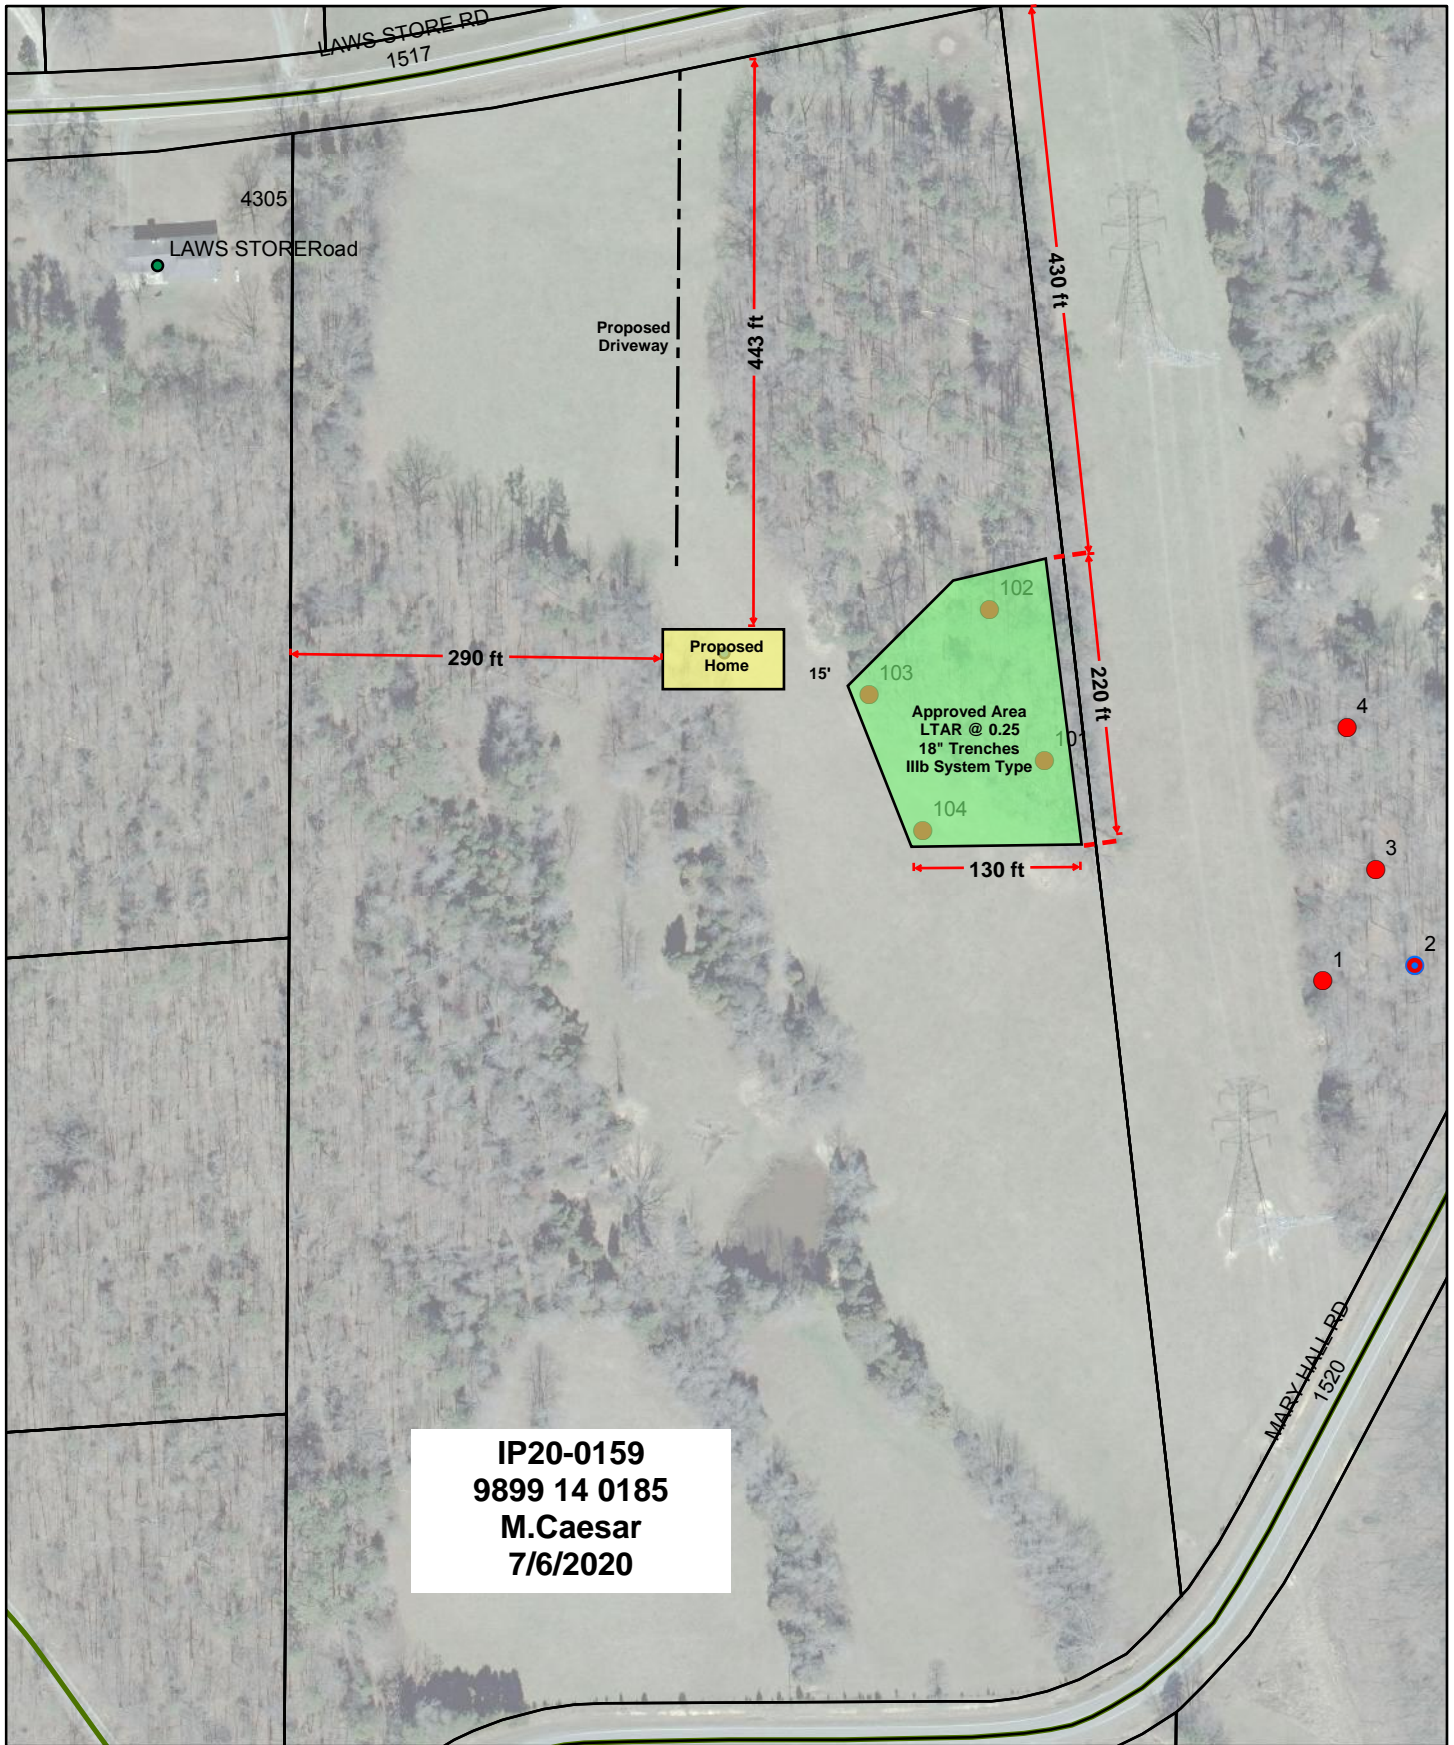 LAWS STORE RD
1517
4305
LAWS STORERoad
430 ft
Proposed
Driveway
443 ft
102
290 ft
Proposed
Home
15'
103
220 ft
Approved Area
LTAR @ 0.25
18" Trenches
IIIb System Type
101
4
104
130 ft
3
2
1
MARY HALL RD
1520
IP20-0159
9899 14 0185
M.Caesar
7/6/2020